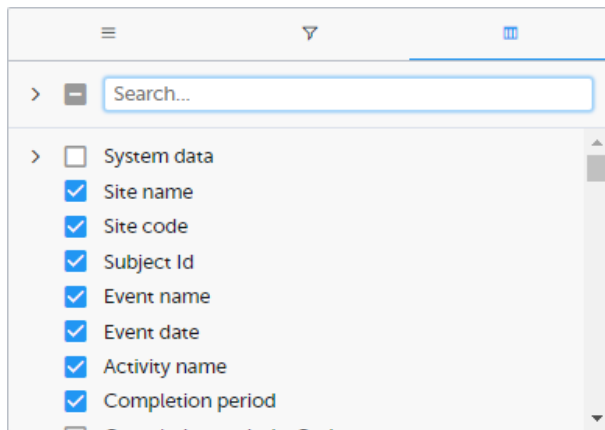 Search...
System data
Site name
Site code
Subject Id
Event name
Event date
Activity name
Completion period